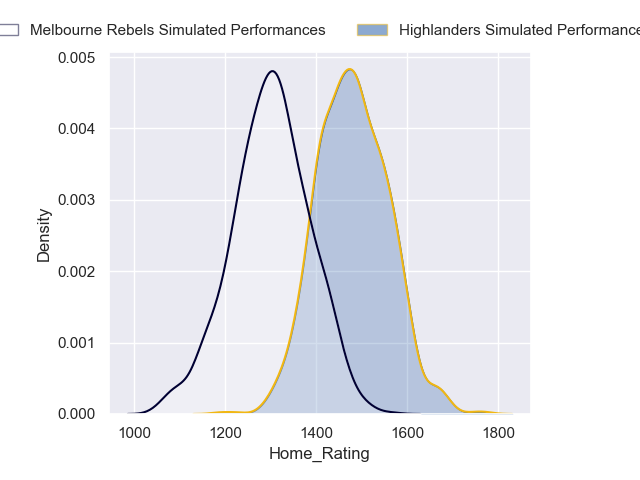 Melbourne Rebels Simulated Performances
Highlanders Simulated Performance
0.005
0.004
0.003
0.002
0.001
0.000
Density
1000 1200 1400 1600 1800
Home_Rating